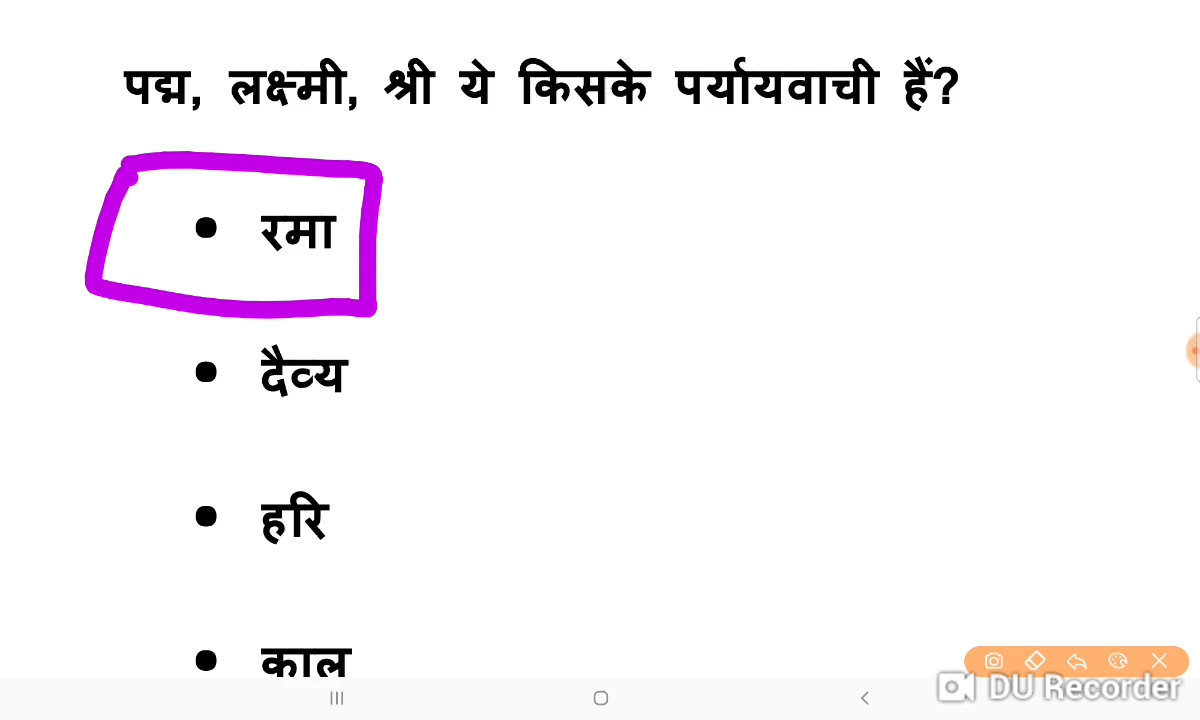 पद्म, लक्ष्मी, श्री ये किसके पर्यायवाची हैं?
• रमा
• दैव्य
• हरि
• काल
DU Recorder